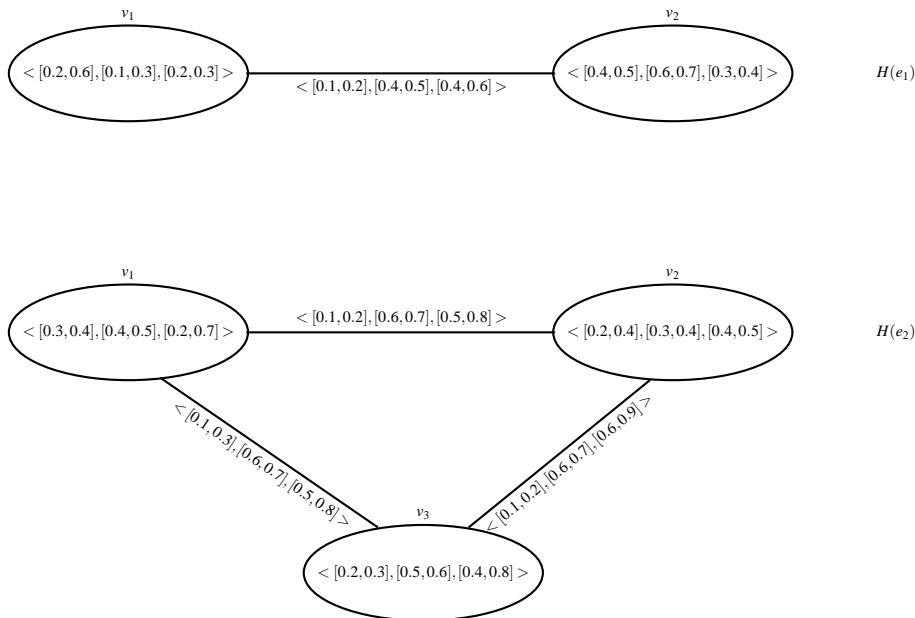 v₁ v₂
< [0.2,0.6],[0.1,0.3],[0.2,0.3] > < [0.4,0.5],[0.6,0.7],[0.3,0.4] > H(e₁)
< [0.1,0.2],[0.4,0.5],[0.4,0.6] >
v₁ v₂
< [0.1,0.2],[0.6,0.7],[0.5,0.8] >
< [0.3,0.4],[0.4,0.5],[0.2,0.7] > < [0.2,0.4],[0.3,0.4],[0.4,0.5] > H(e₂)
< [0.1,0.3],[0.6,0.7],[0.5,0.8] >
< [0.1,0.2],[0.6,0.7],[0.6,0.9] >
v₃
< [0.2,0.3],[0.5,0.6],[0.4,0.8] >